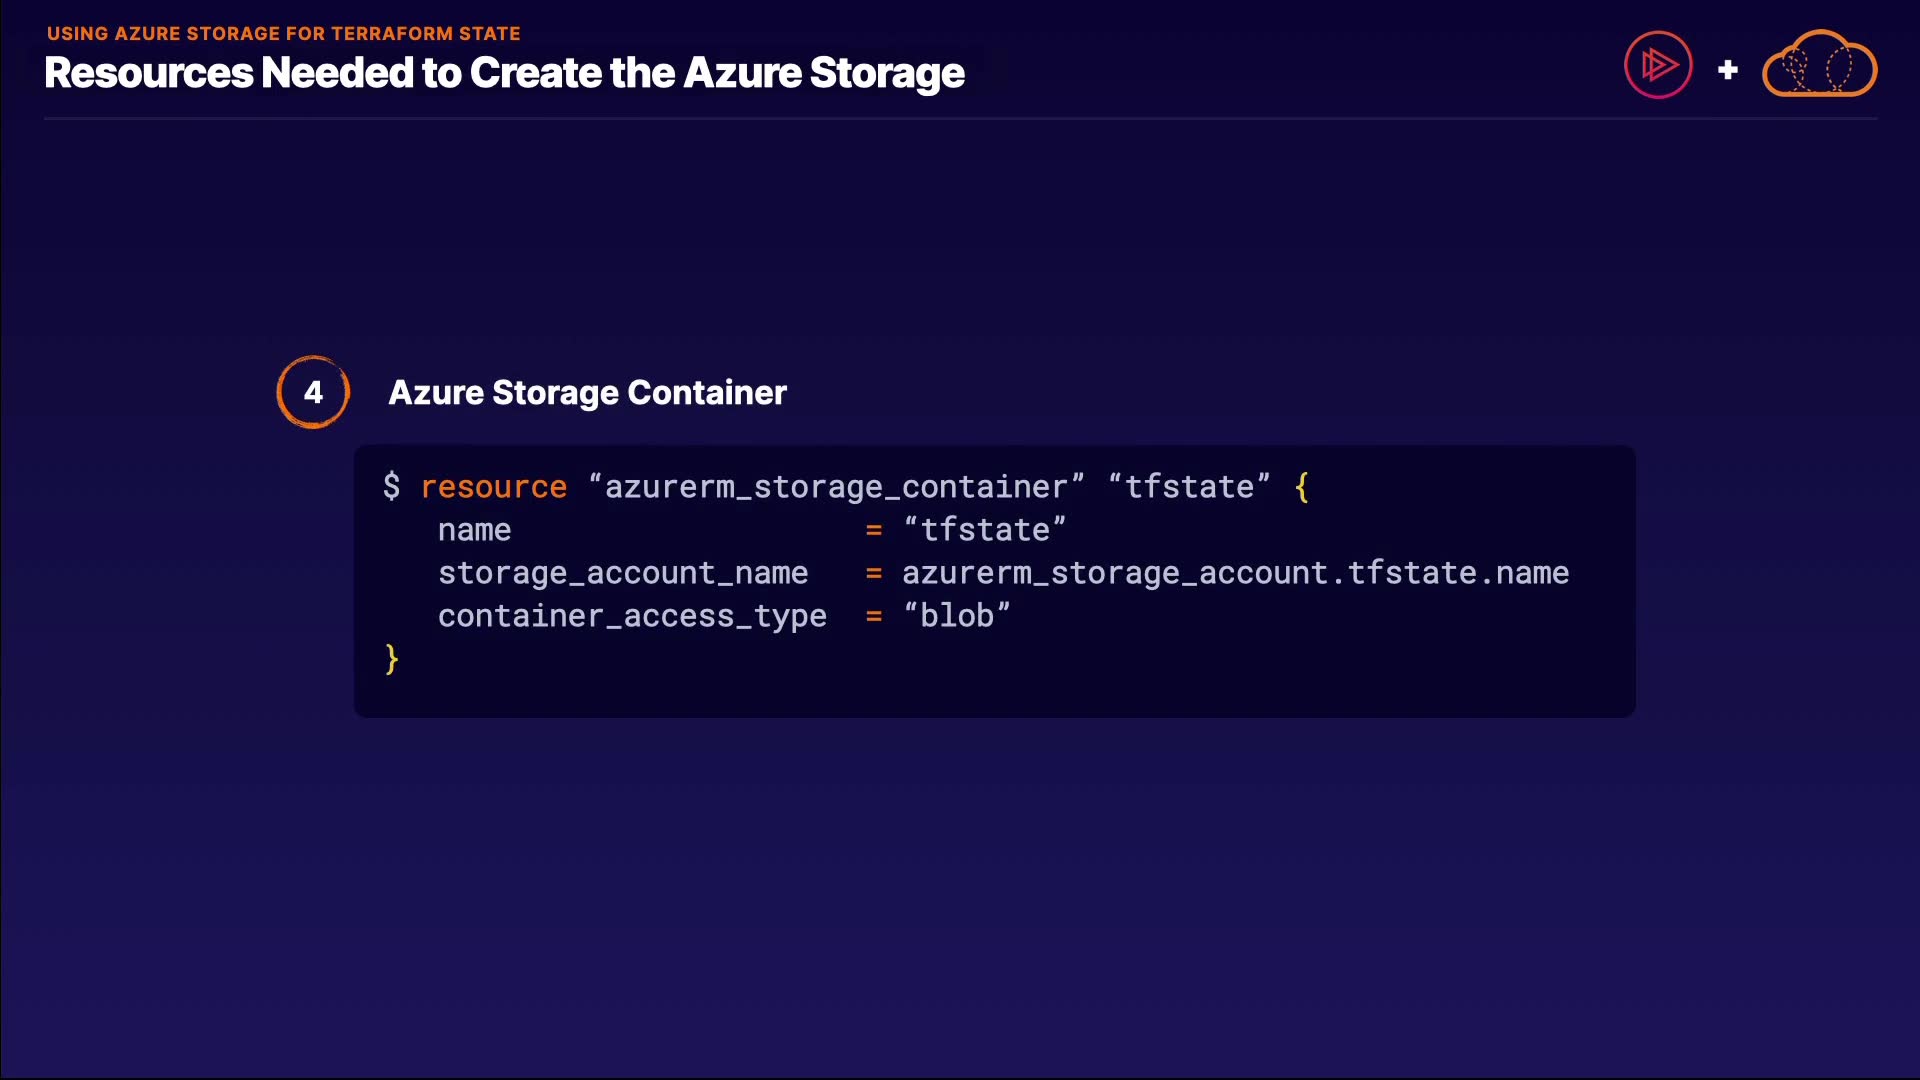 USING AZURE STORAGE FOR TERRAFORM STATE
Resources Needed to Create the Azure Storage
+
4 Azure Storage Container
$ resource “azurerm_storage_container” “tfstate” {
name = “tfstate”
storage_account_name = azurerm_storage_account.tfstate.name
container_access_type = “blob”
}